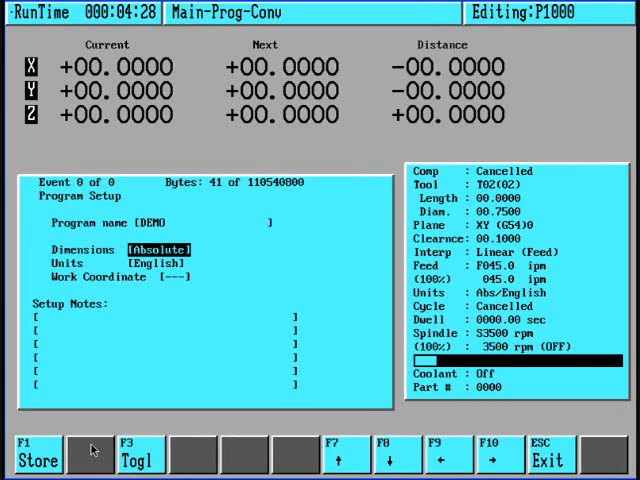 ·RunTime 000:04:28 Main-Prog-Conv Editing:P1000
Current Next Distance
X +00.0000 +00.0000 -00.0000
Y +00.0000 +00.0000 -00.0000
Z +00.0000 +00.0000 +00.0000
Event 0 of 0 Bytes: 41 of 110540800
Program Setup
Program name [DEMO ]
Dimensions [Absolute]
Units [English]
Work Coordinate [---]
Setup Notes:
[ ]
[ ]
[ ]
[ ]
[ ]
[ ]
Comp : Cancelled
Tool : T02(02)
Length : 00.0000
Diam. : 00.7500
Plane : XY (G54)0
Clearnce: 00.1000
Interp : Linear (Feed)
Feed : F045.0 ipm
(100%) : 045.0 ipm
Units : Abs/English
Cycle : Cancelled
Dwell : 0000.00 sec
Spindle : S3500 rpm
(100%) : 3500 rpm (OFF)
Coolant : Off
Part # : 0000
F1 F3 F7 F8 F9 F10 ESC
Store Togl ↑ ↓ ← → Exit